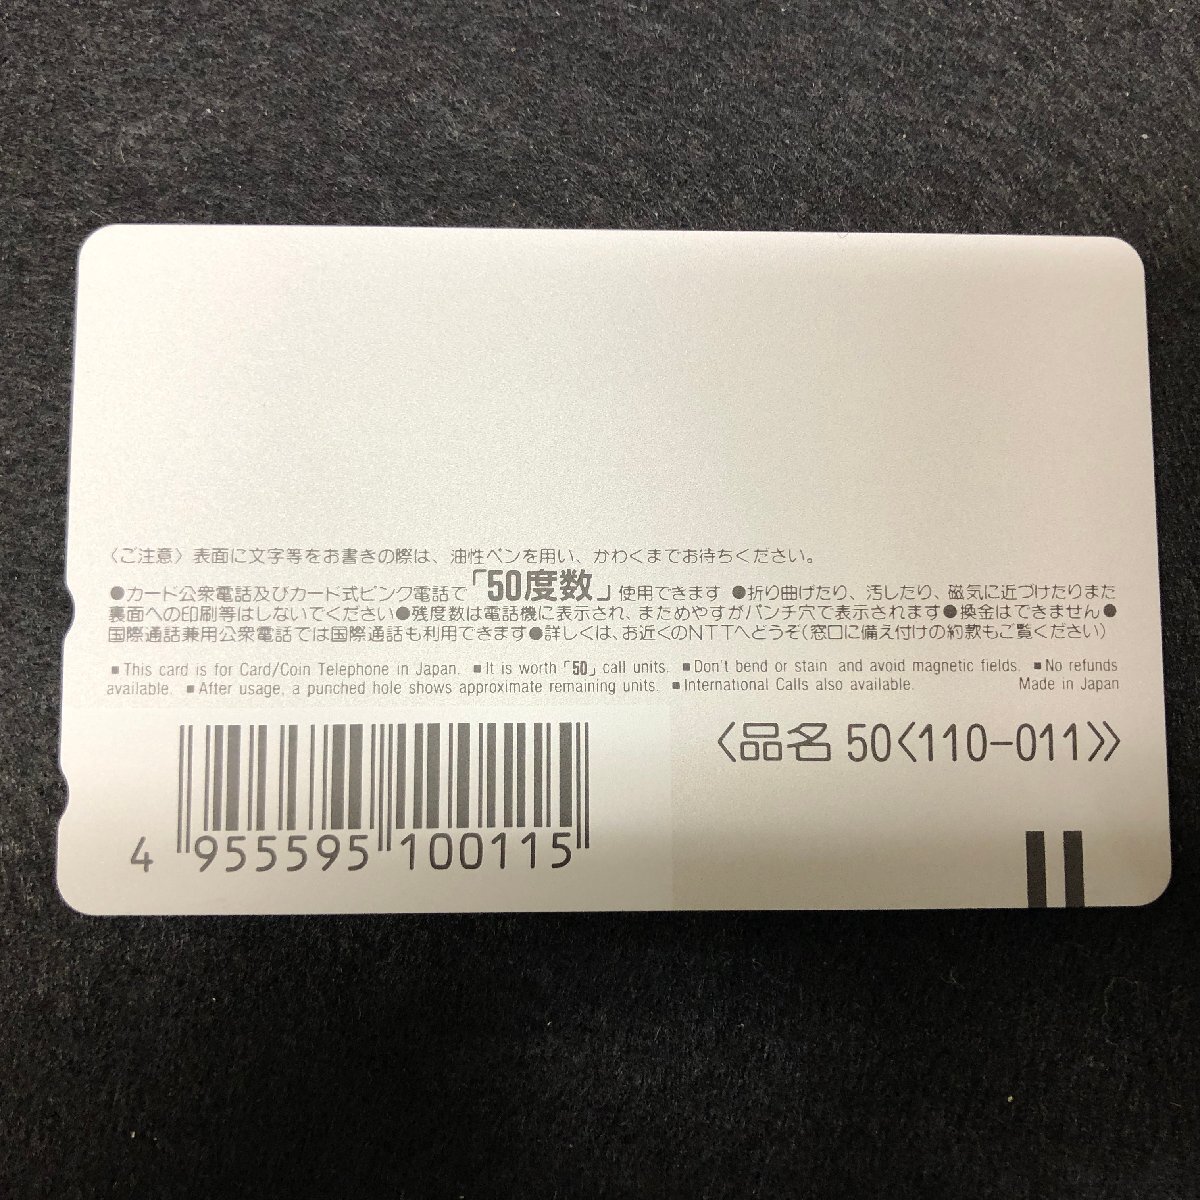 〈ご注意〉表面に文字等をお書きの際は、油性ペンを用い、かわくまでお待ちください。
●カード公衆電話及びカード式ピンク電話で「50度数」使用できます ●折り曲げたり、汚したり、磁気に近づけたりまた
裏面への印刷等はしないでください●残度数は電話機に表示され、まためやすがパンチ穴で表示されます●換金はできません●
国際通話兼用公衆電話では国際通話も利用できます●詳しくは、お近くのNTTへどうぞ(窓口に備え付けの約款もご覧ください)
■This card is for Card/Coin Telephone in Japan. ■It is worth「50」call units. ■Don't bend or stain and avoid magnetic fields. ■No refunds
available. ■After usage, a punched hole shows approximate remaining units. ■International Calls also available. Made in Japan
〈品名 50〈110-011〉〉
4 955595 100115